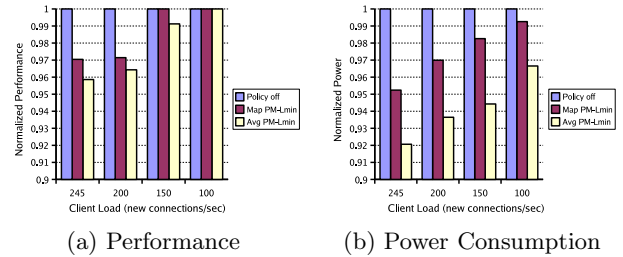 1
0.99
0.98
0.97
0.96
0.95
0.94
0.93
0.92
0.91
0.9
Normalized Performance
245 200 150 100
Client Load (new connections/sec)
Policy off
Map PM-Lmin
Avg PM-Lmin
(a) Performance
1
0.99
0.98
0.97
0.96
0.95
0.94
0.93
0.92
0.91
0.9
Normalized Power
245 200 150 100
Client Load (new connections/sec)
Policy off
Map PM-Lmin
Avg PM-Lmin
(b) Power Consumption